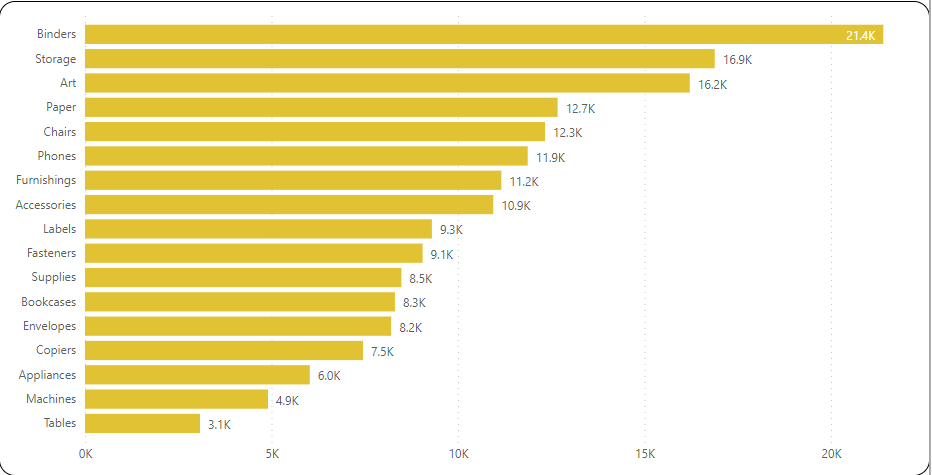 Binders 21.4K
Storage 16.9K
Art 16.2K
Paper 12.7K
Chairs 12.3K
Phones 11.9K
Furnishings 11.2K
Accessories 10.9K
Labels 9.3K
Fasteners 9.1K
Supplies 8.5K
Bookcases 8.3K
Envelopes 8.2K
Copiers 7.5K
Appliances 6.0K
Machines 4.9K
Tables 3.1K
0K 5K 10K 15K 20K